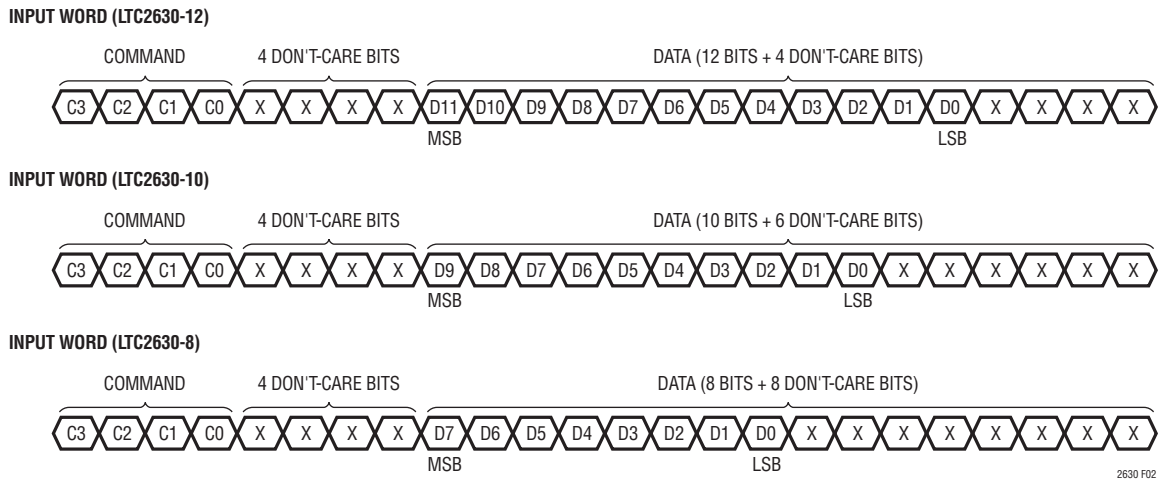 INPUT WORD (LTC2630-12)
COMMAND 4 DON'T-CARE BITS DATA (12 BITS + 4 DON'T-CARE BITS)
C3 C2 C1 C0 X X X X D11 D10 D9 D8 D7 D6 D5 D4 D3 D2 D1 D0 X X X X
MSB LSB
INPUT WORD (LTC2630-10)
COMMAND 4 DON'T-CARE BITS DATA (10 BITS + 6 DON'T-CARE BITS)
C3 C2 C1 C0 X X X X D9 D8 D7 D6 D5 D4 D3 D2 D1 D0 X X X X X X
MSB LSB
INPUT WORD (LTC2630-8)
COMMAND 4 DON'T-CARE BITS DATA (8 BITS + 8 DON'T-CARE BITS)
C3 C2 C1 C0 X X X X D7 D6 D5 D4 D3 D2 D1 D0 X X X X X X X X
MSB LSB
2630 F02